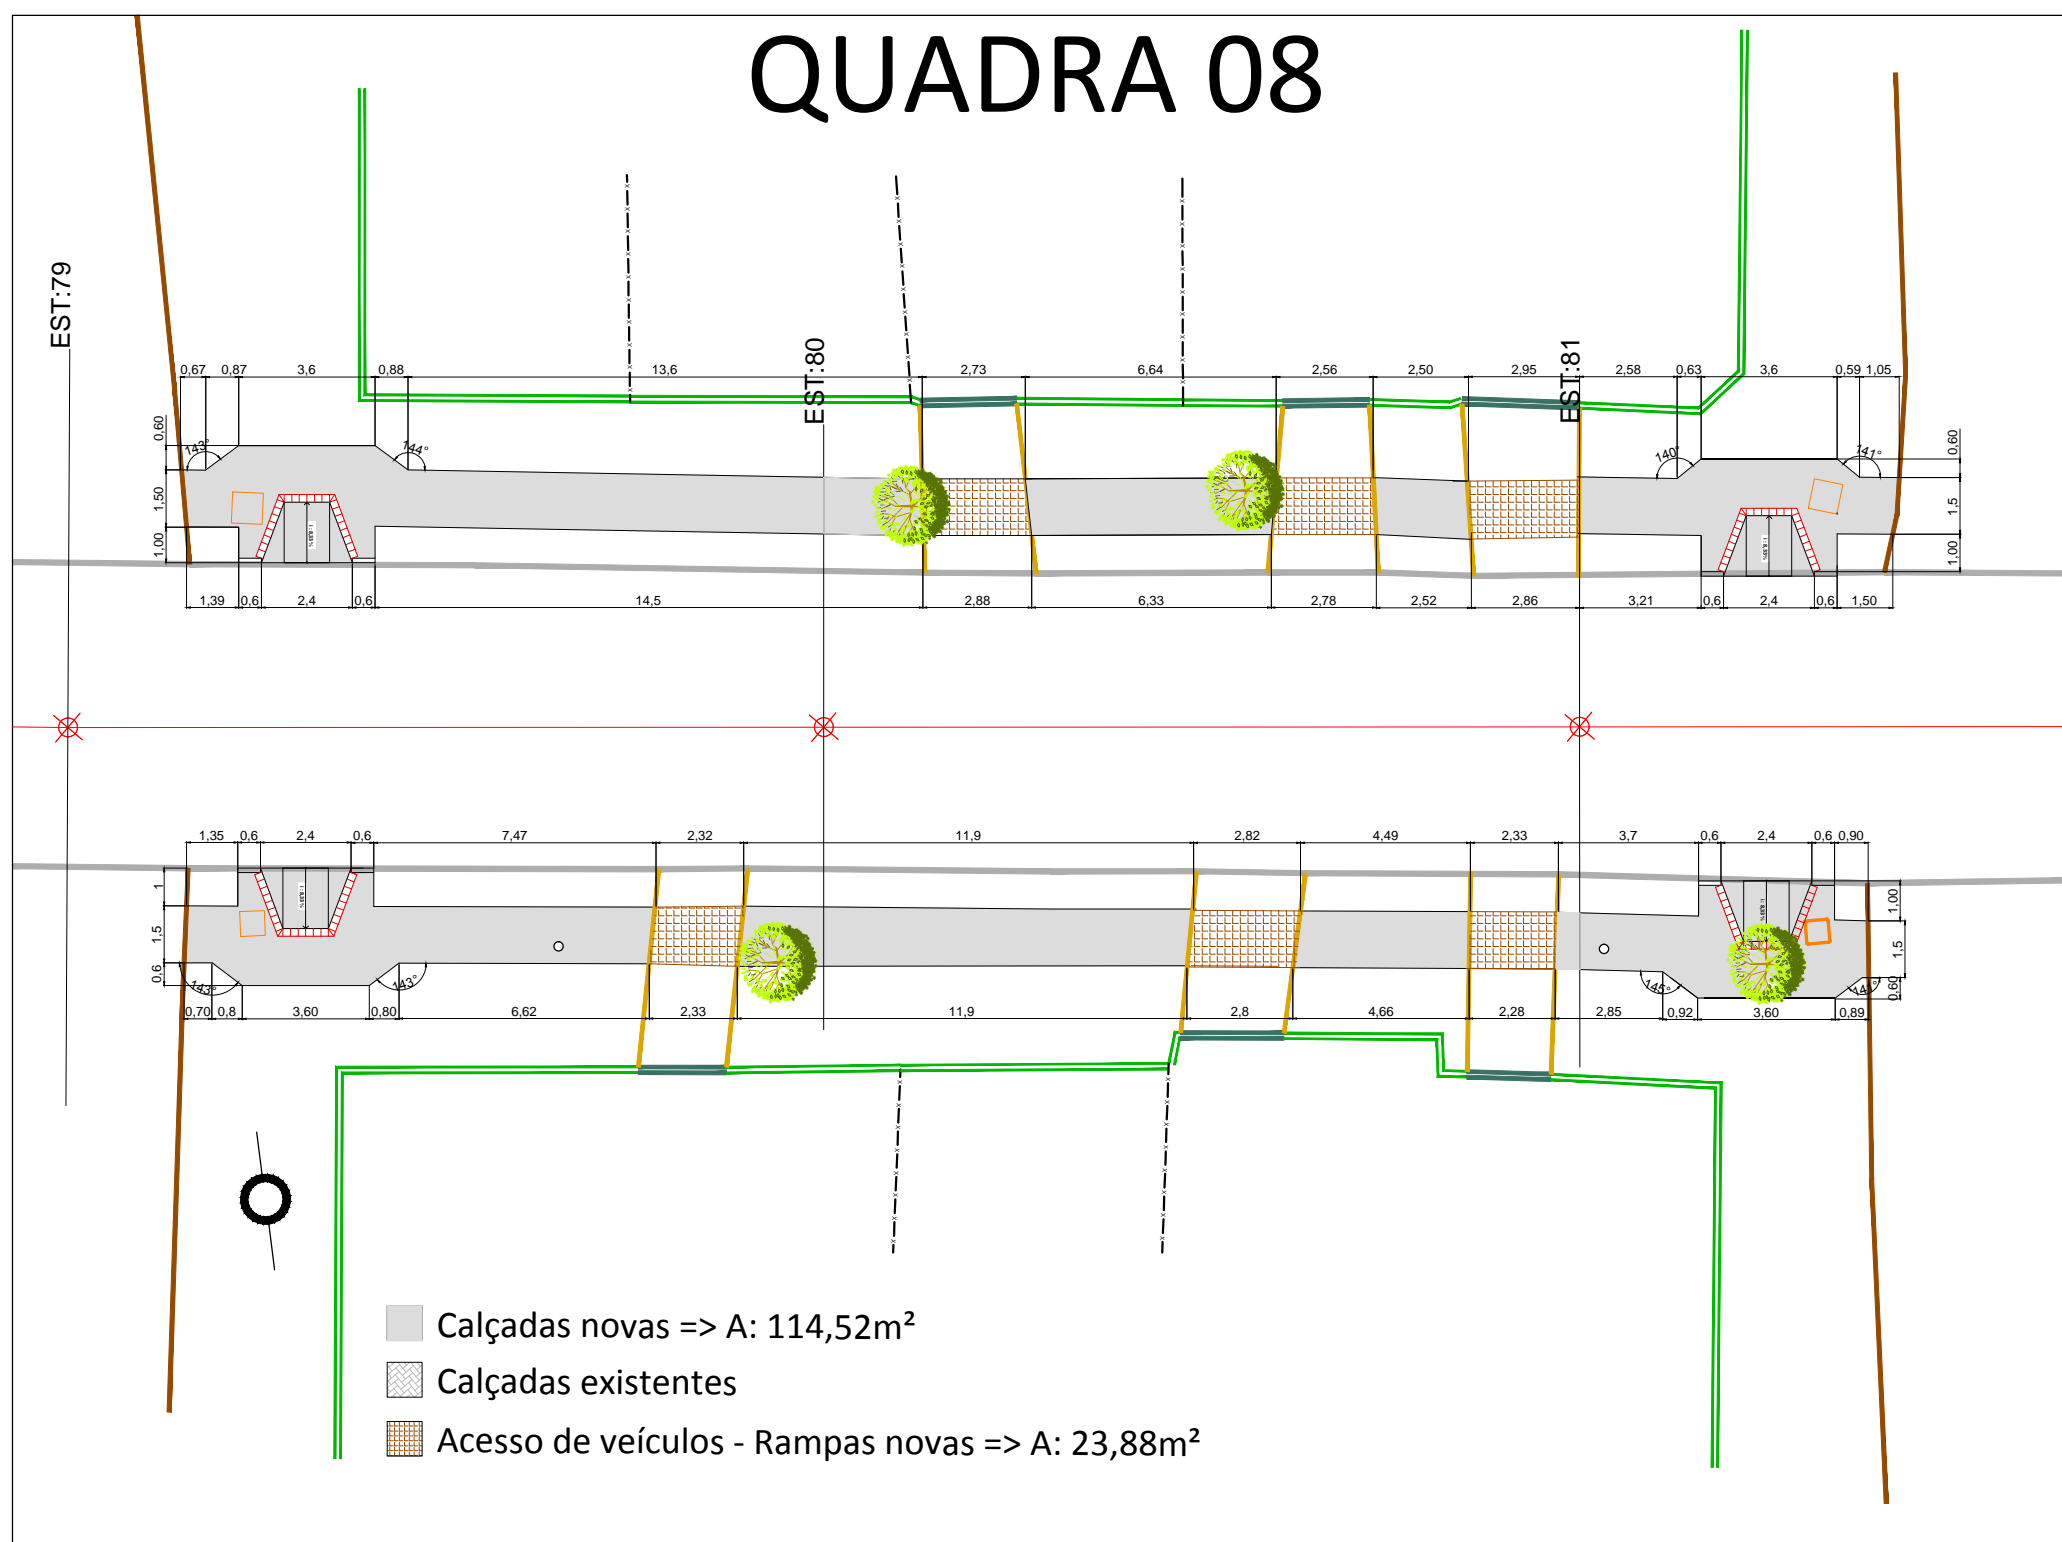 QUADRA 08
EST:79
EST:80
EST:81
0,67 0,87 3,6 0,88 13,6 2,73 6,64 2,56 2,50 2,95 2,58 0,63 3,6 0,59 1,05
0,60
143°
144°
140°
141°
0,60
1,50
1,5
1,00
1,00
1,39 0,6 2,4 0,6 14,5 2,88 6,33 2,78 2,52 2,86 3,21 0,6 2,4 0,6 1,50
1,35 0,6 2,4 0,6 7,47 2,32 11,9 2,82 4,49 2,33 3,7 0,6 2,4 0,6 0,90
1
1,00
1,5
1,5
0,6
143°
143°
145°
0,60
0,70 0,8 3,60 0,80 6,62 2,33 11,9 2,8 4,66 2,28 2,85 0,92 3,60 0,89
Calçadas novas => A: 114,52m²
Calçadas existentes
Acesso de veículos - Rampas novas => A: 23,88m²